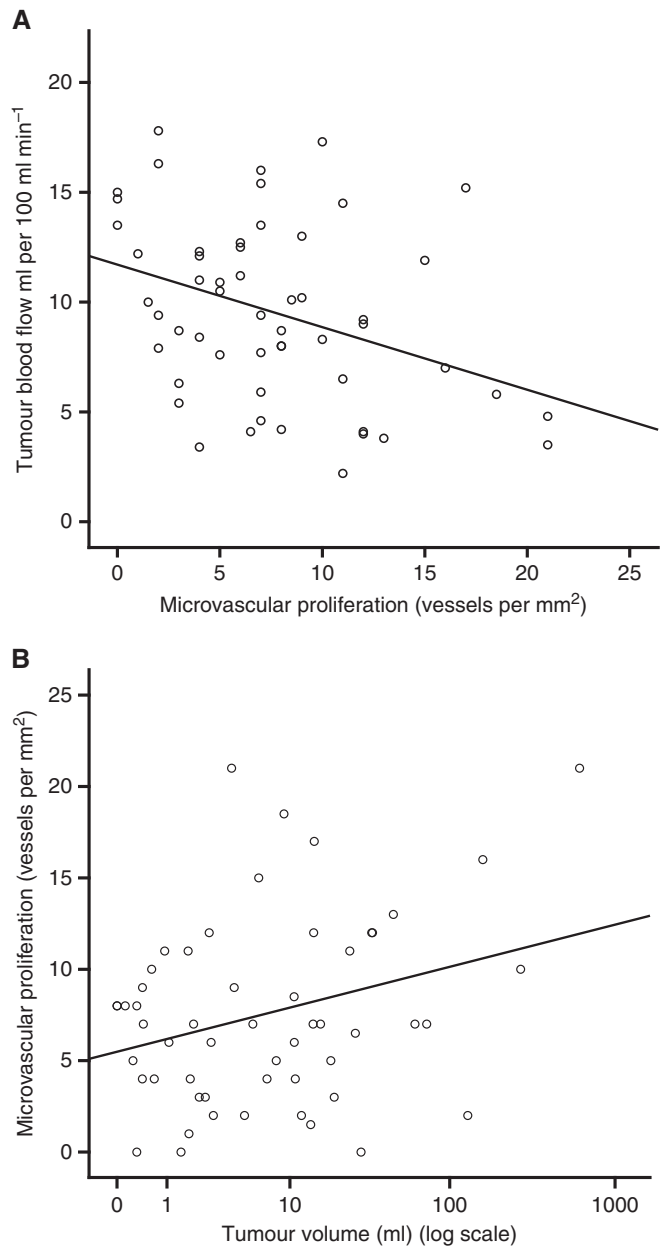 A
Tumour blood flow ml per 100 ml min⁻¹
20
15
10
5
0
0 5 10 15 20 25
Microvascular proliferation (vessels per mm²)
B
Microvascular proliferation (vessels per mm²)
25
20
15
10
5
0
0 1 10 100 1000
Tumour volume (ml) (log scale)